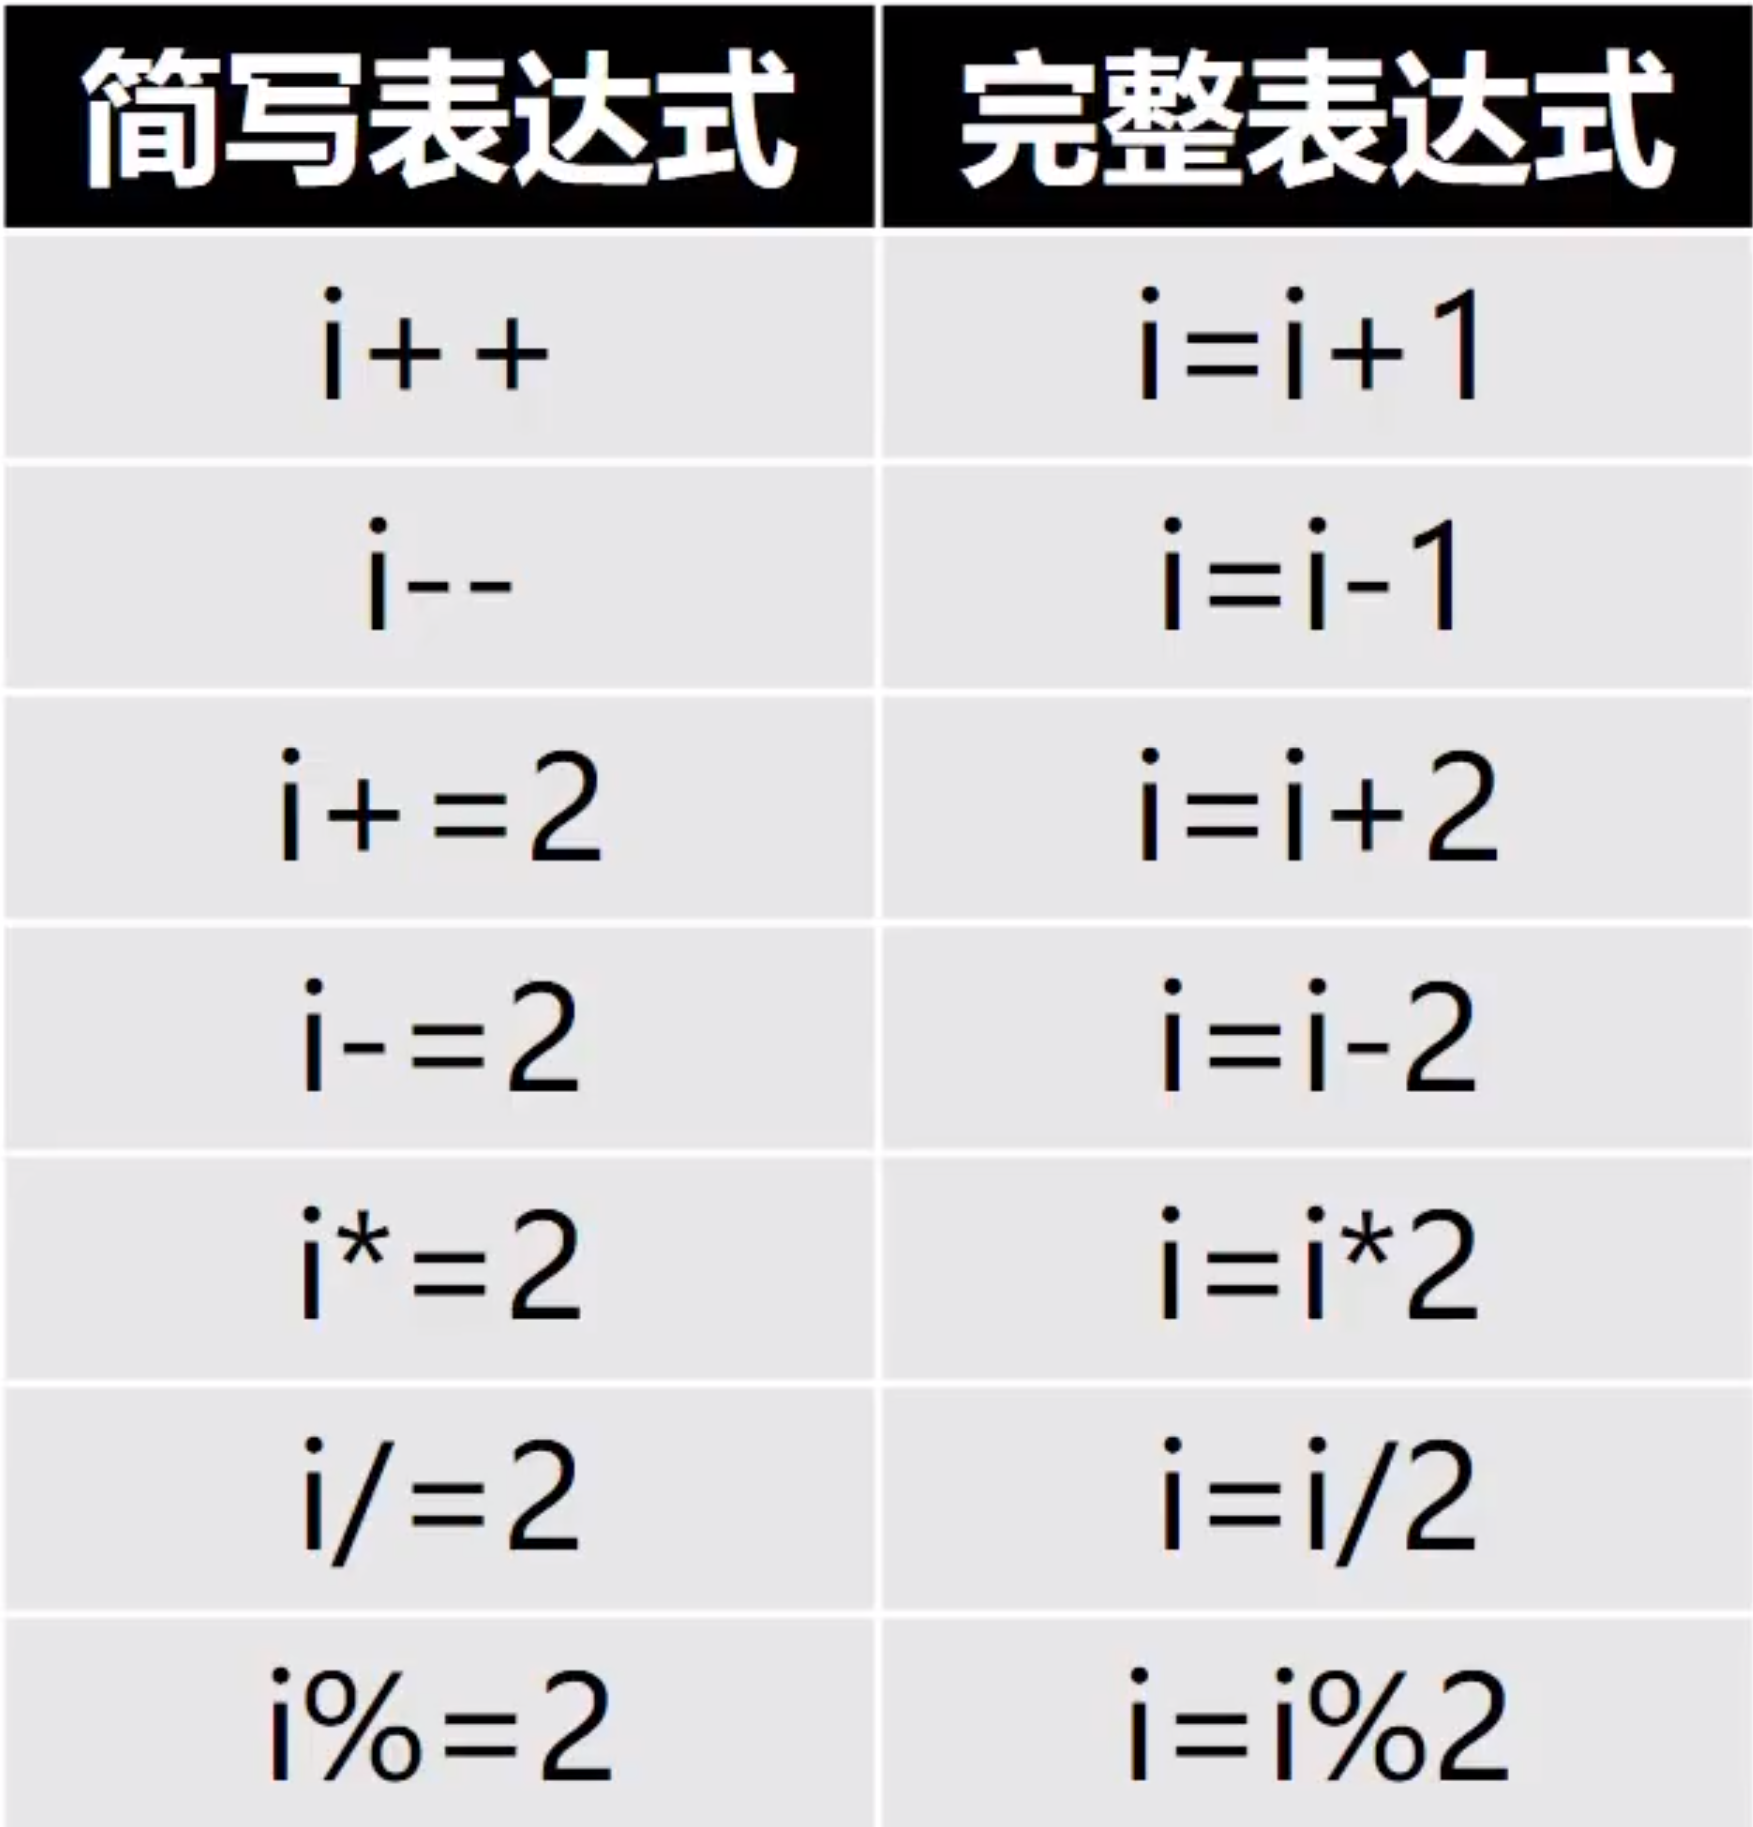 简写表达式 完整表达式
i++ i=i+1
i-- i=i-1
i+=2 i=i+2
i-=2 i=i-2
i*=2 i=i*2
i/=2 i=i/2
i%=2 i=i%2